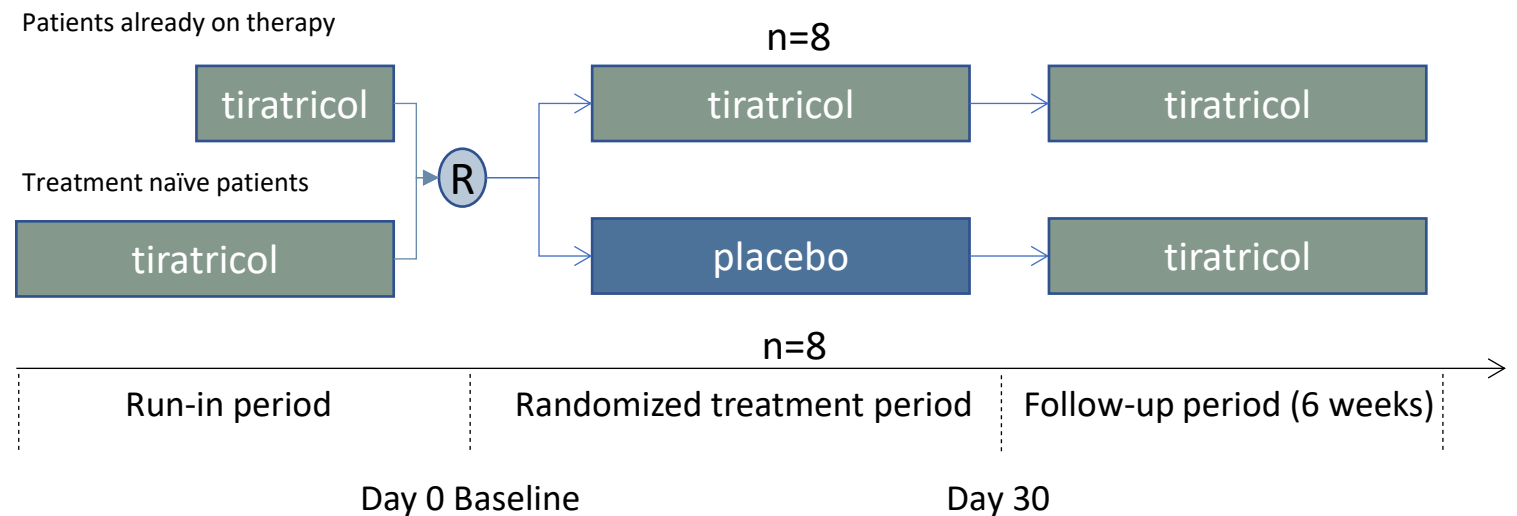 Patients already on therapy
n=8
tiratricol
tiratricol
tiratricol
Treatment naïve patients
R
tiratricol
placebo
tiratricol
n=8
Run-in period
Randomized treatment period
Follow-up period (6 weeks)
Day 0 Baseline
Day 30